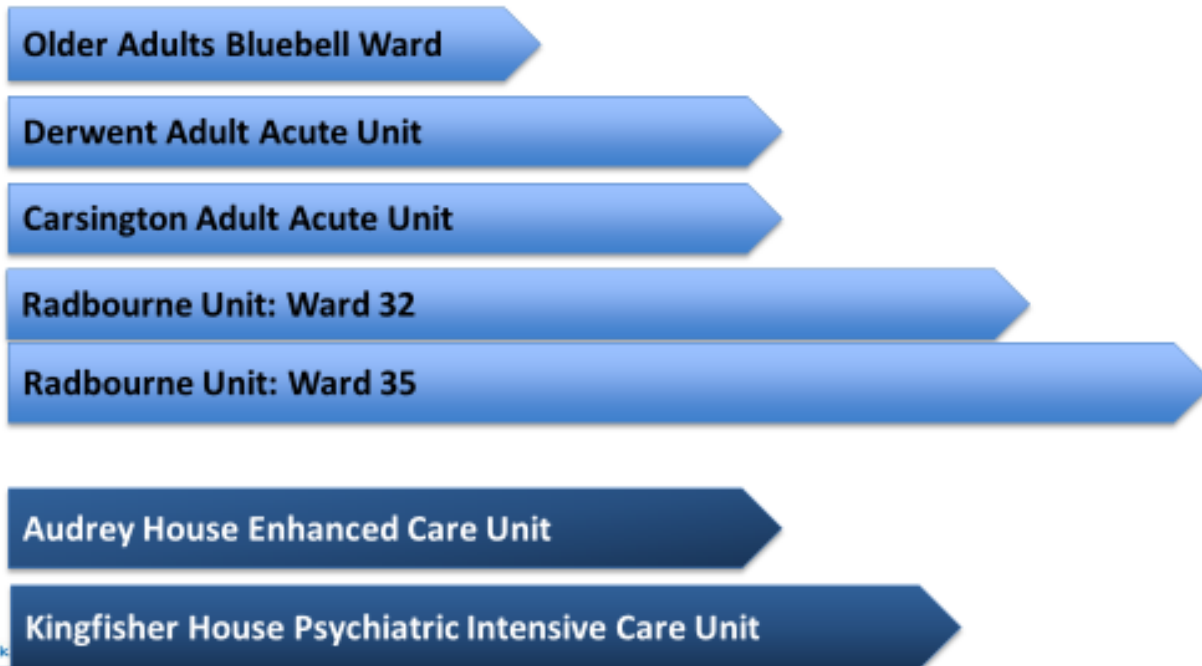 Older Adults Bluebell Ward
Derwent Adult Acute Unit
Carsington Adult Acute Unit
Radbourne Unit: Ward 32
Radbourne Unit: Ward 35
Audrey House Enhanced Care Unit
Kingfisher House Psychiatric Intensive Care Unit
k